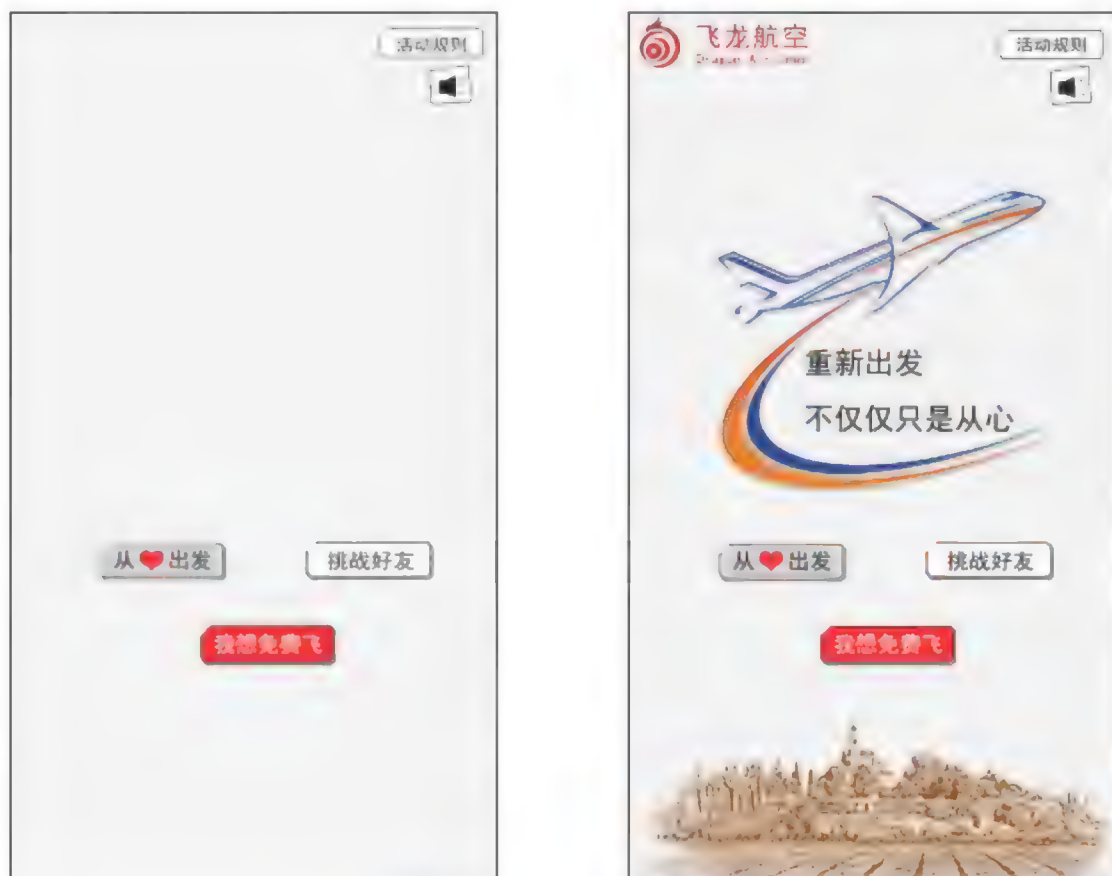 活动规则
从❤出发
挑战好友
我想免费飞
飞龙航空
活动规则
重新出发
不仅仅只是从心
从❤出发
挑战好友
我想免费飞